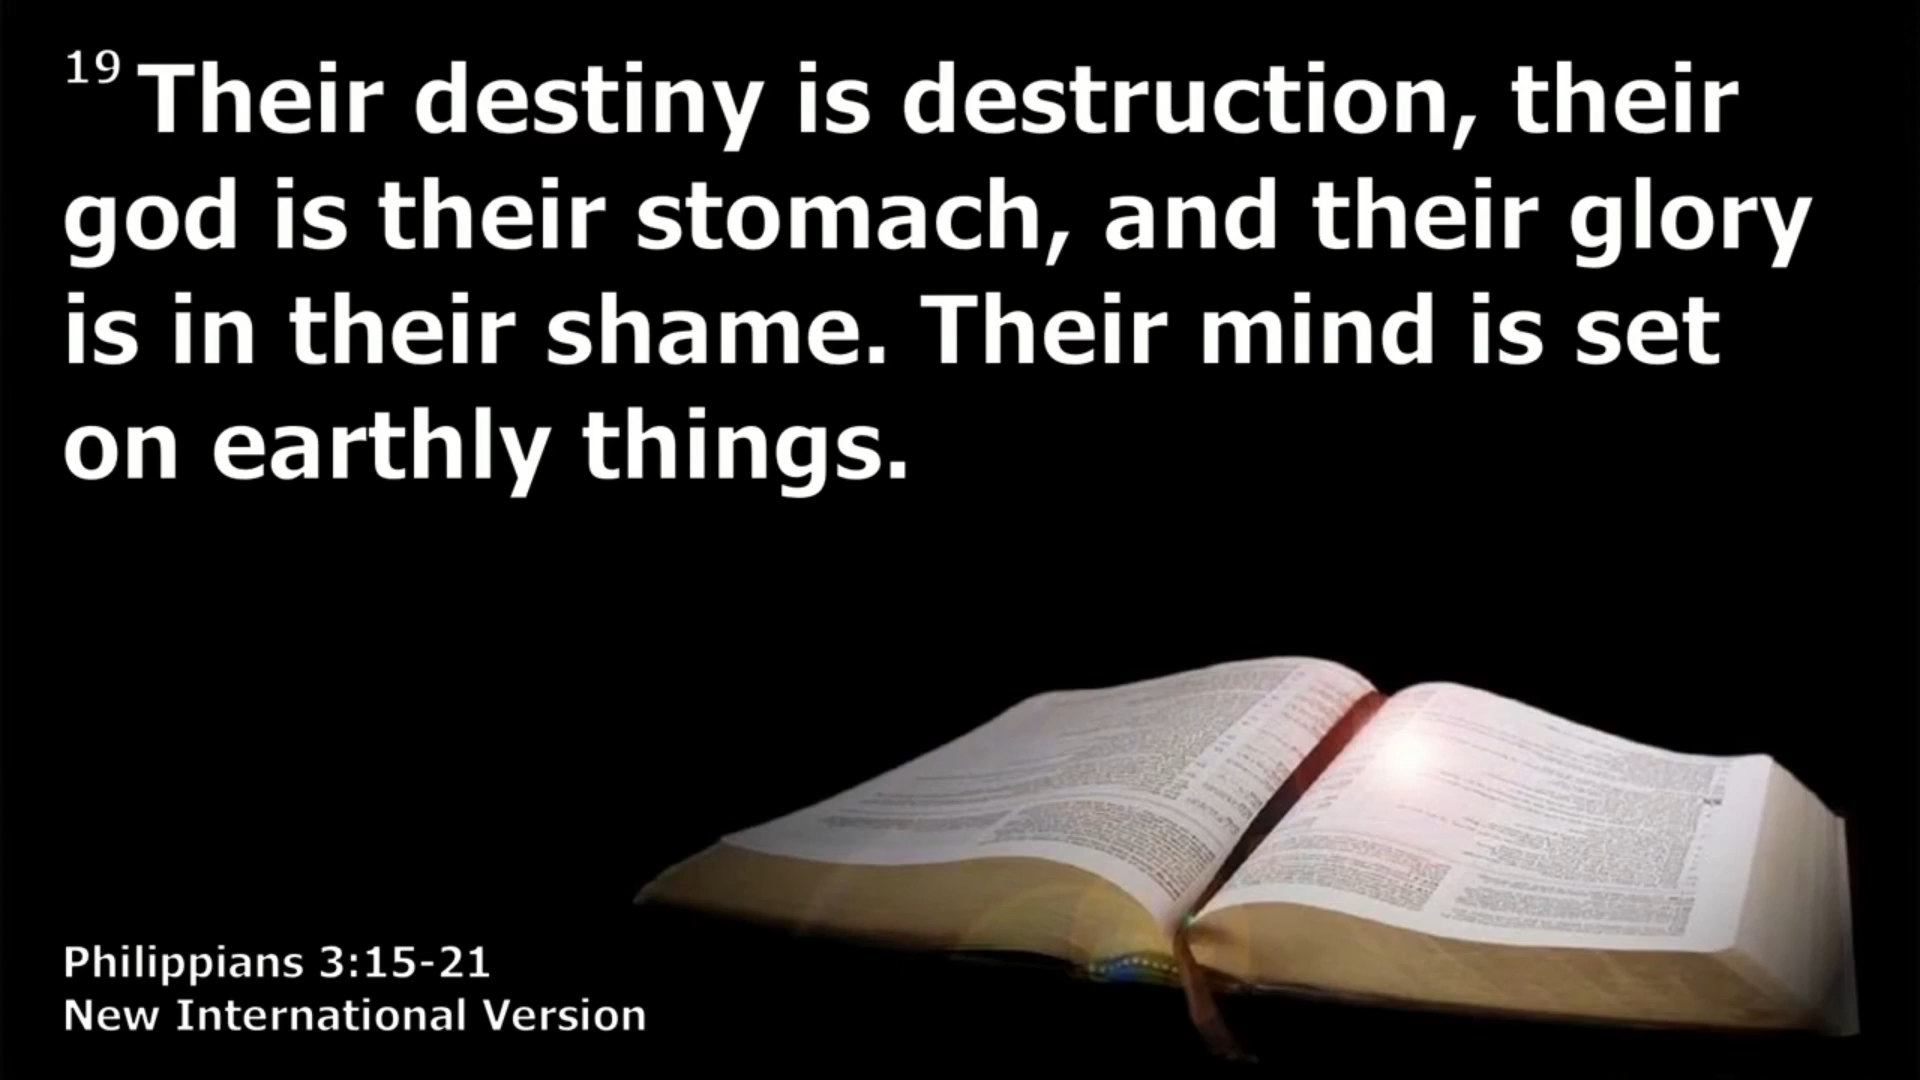 19 Their destiny is destruction, their
god is their stomach, and their glory
is in their shame. Their mind is set
on earthly things.
Philippians 3:15-21
New International Version